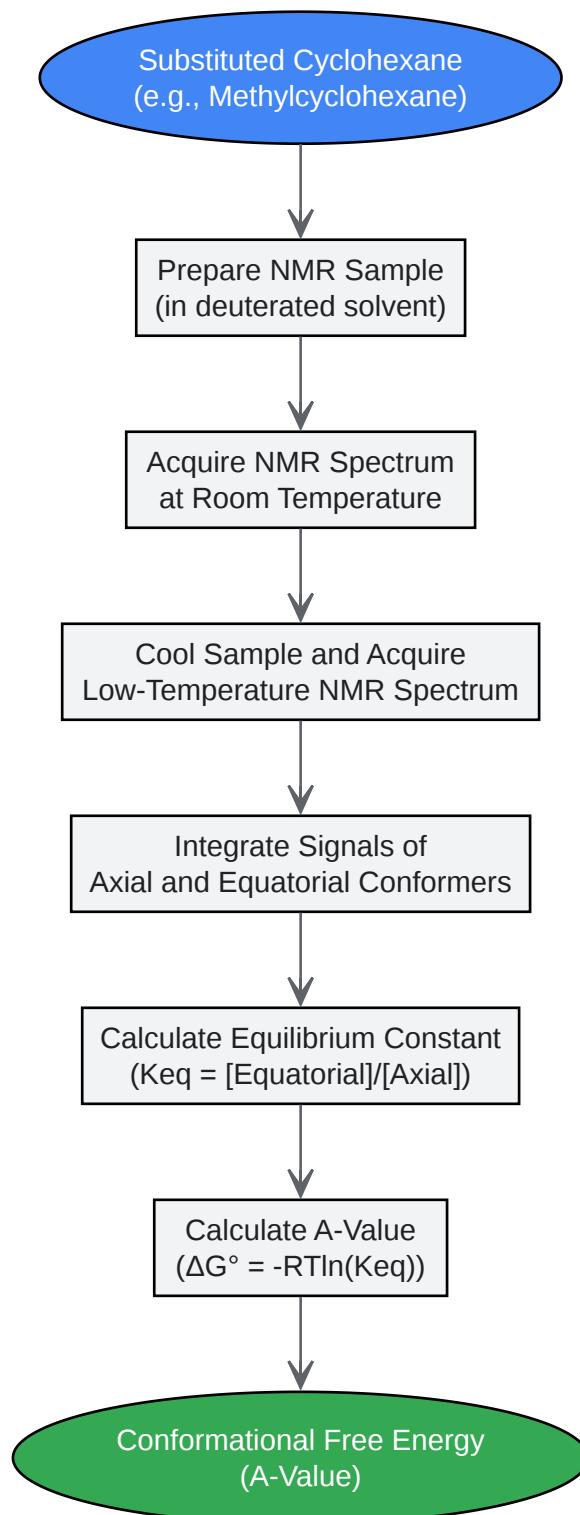 Substituted Cyclohexane
(e.g., Methylcyclohexane)
Prepare NMR Sample
(in deuterated solvent)
Acquire NMR Spectrum
at Room Temperature
Cool Sample and Acquire
Low-Temperature NMR Spectrum
Integrate Signals of
Axial and Equatorial Conformers
Calculate Equilibrium Constant
(Keq = [Equatorial]/[Axial])
Calculate A-Value
(ΔG° = -RTln(Keq))
Conformational Free Energy
(A-Value)